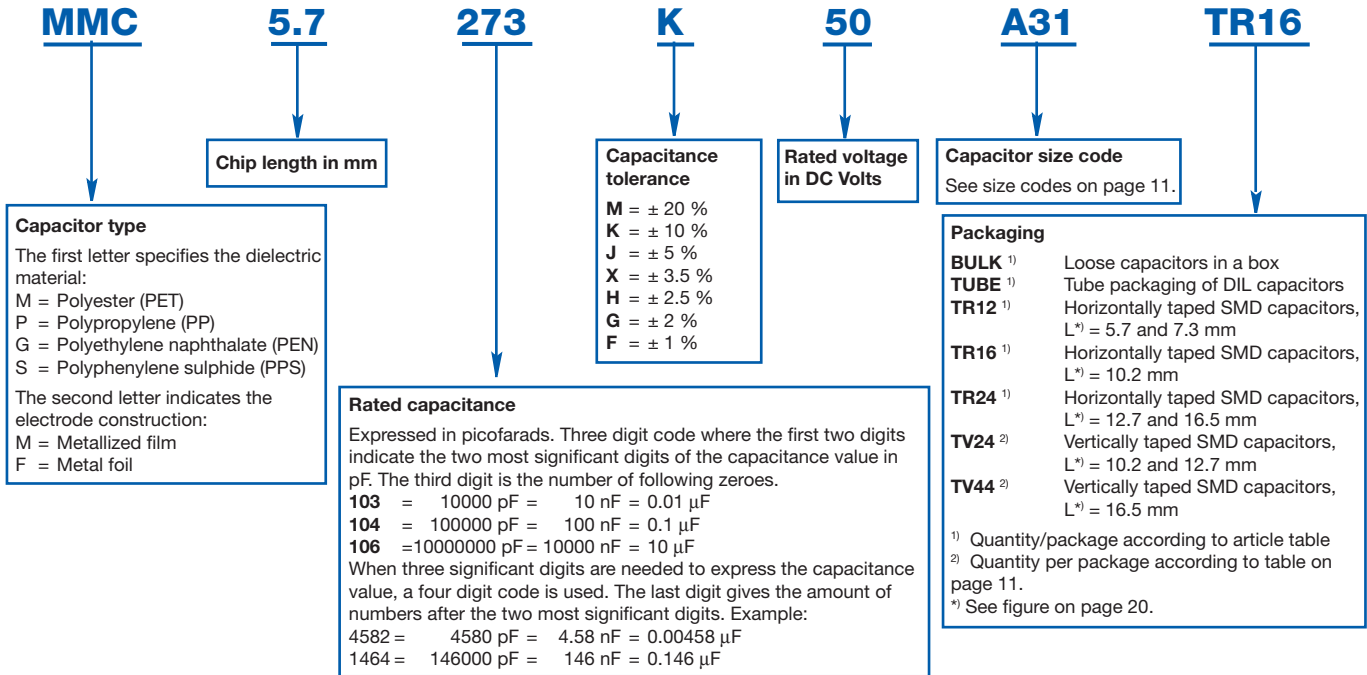 MMC 5.7 273 K 50 A31 TR16
Chip length in mm
Capacitance
tolerance
M = ± 20 %
K = ± 10 %
J = ± 5 %
X = ± 3.5 %
H = ± 2.5 %
G = ± 2 %
F = ± 1 %
Rated voltage
in DC Volts
Capacitor size code
See size codes on page 11.
Capacitor type
The first letter specifies the dielectric
material:
M = Polyester (PET)
P = Polypropylene (PP)
G = Polyethylene naphthalate (PEN)
S = Polyphenylene sulphide (PPS)
The second letter indicates the
electrode construction:
M = Metallized film
F = Metal foil
Rated capacitance
Expressed in picofarads. Three digit code where the first two digits
indicate the two most significant digits of the capacitance value in
pF. The third digit is the number of following zeroes.
103 = 10000 pF = 10 nF = 0.01 µF
104 = 100000 pF = 100 nF = 0.1 µF
106 =10000000 pF = 10000 nF = 10 µF
When three significant digits are needed to express the capacitance
value, a four digit code is used. The last digit gives the amount of
numbers after the two most significant digits. Example:
4582 = 4580 pF = 4.58 nF = 0.00458 µF
1464 = 146000 pF = 146 nF = 0.146 µF
Packaging
BULK 1) Loose capacitors in a box
TUBE 1) Tube packaging of DIL capacitors
TR12 1) Horizontally taped SMD capacitors,
L*) = 5.7 and 7.3 mm
TR16 1) Horizontally taped SMD capacitors,
L*) = 10.2 mm
TR24 1) Horizontally taped SMD capacitors,
L*) = 12.7 and 16.5 mm
TV24 2) Vertically taped SMD capacitors,
L*) = 10.2 and 12.7 mm
TV44 2) Vertically taped SMD capacitors,
L*) = 16.5 mm
1) Quantity/package according to article table
2) Quantity per package according to table on
page 11.
*) See figure on page 20.